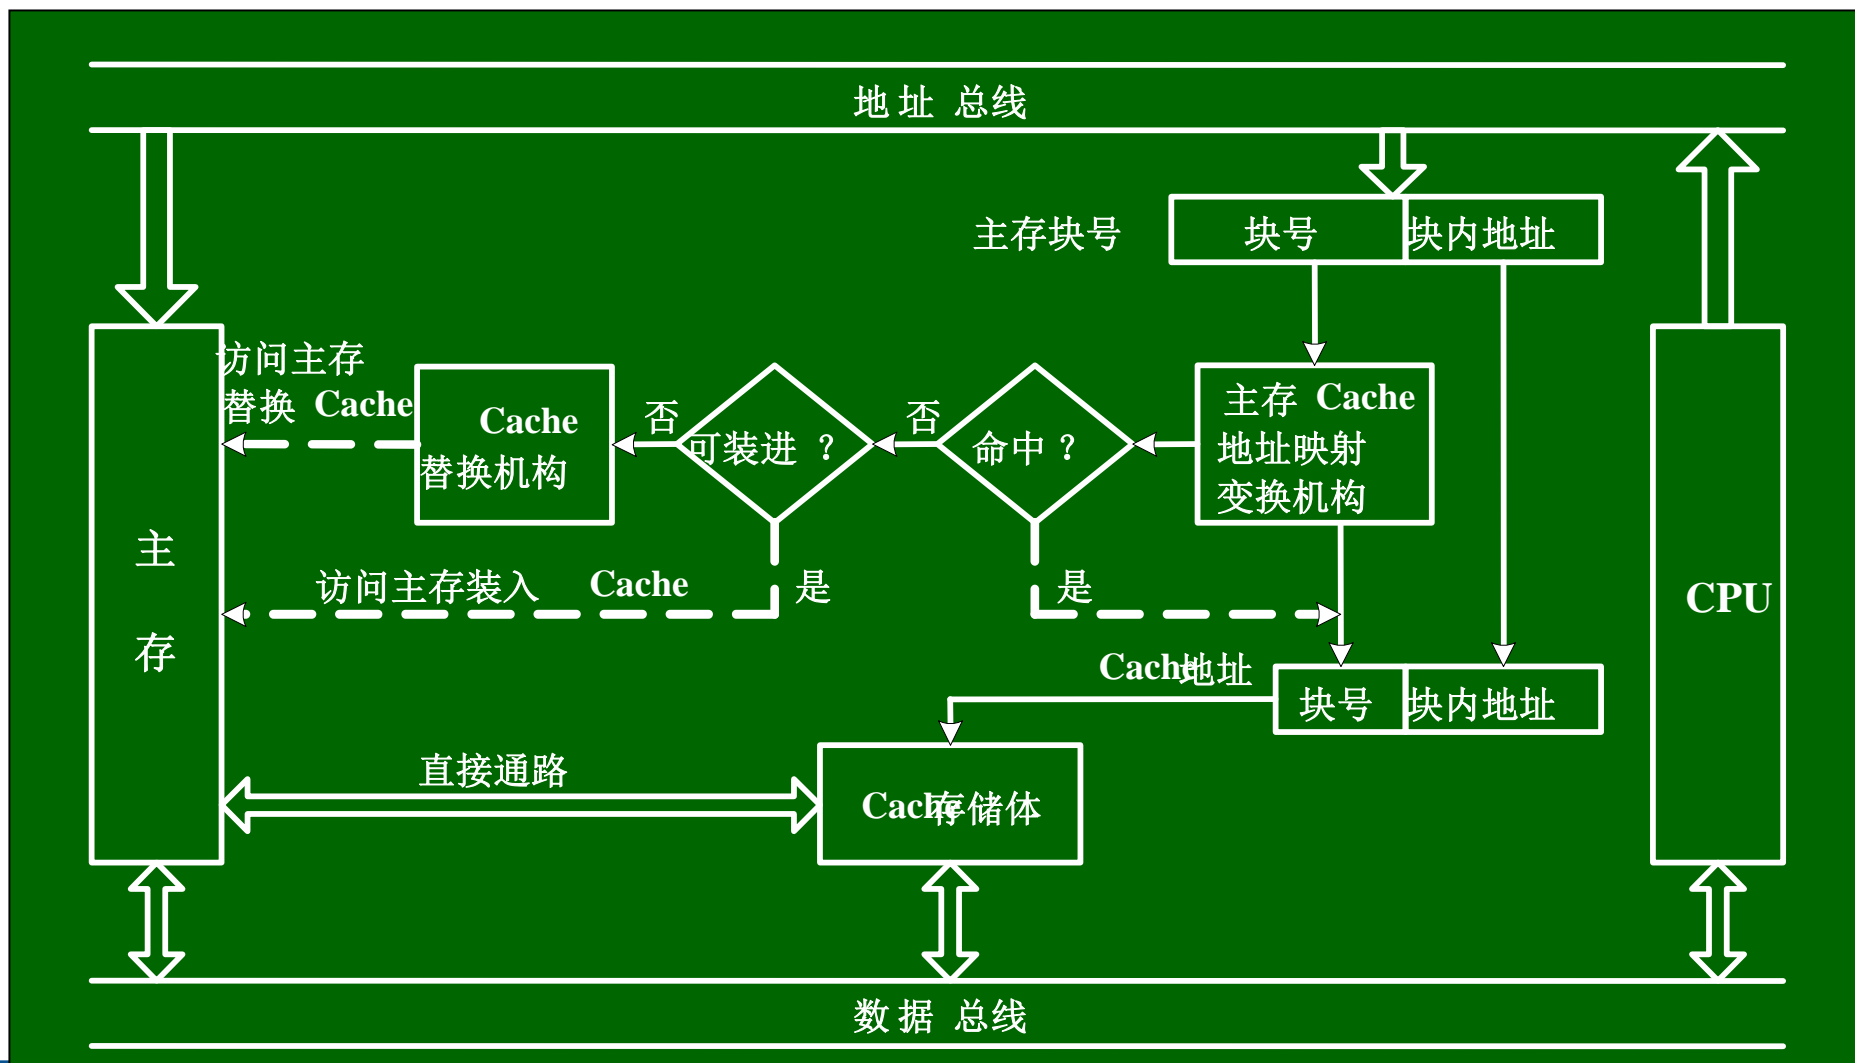 地址 总线
主存块号
块号
块内地址
访问主存
替换 Cache
Cache
替换机构
否
可装进 ？
否
命中 ？
主存 Cache
地址映射
变换机构
主
存
访问主存装入 Cache
是
是
CPU
Cache地址
块号
块内地址
直接通路
Cache存储体
数据 总线